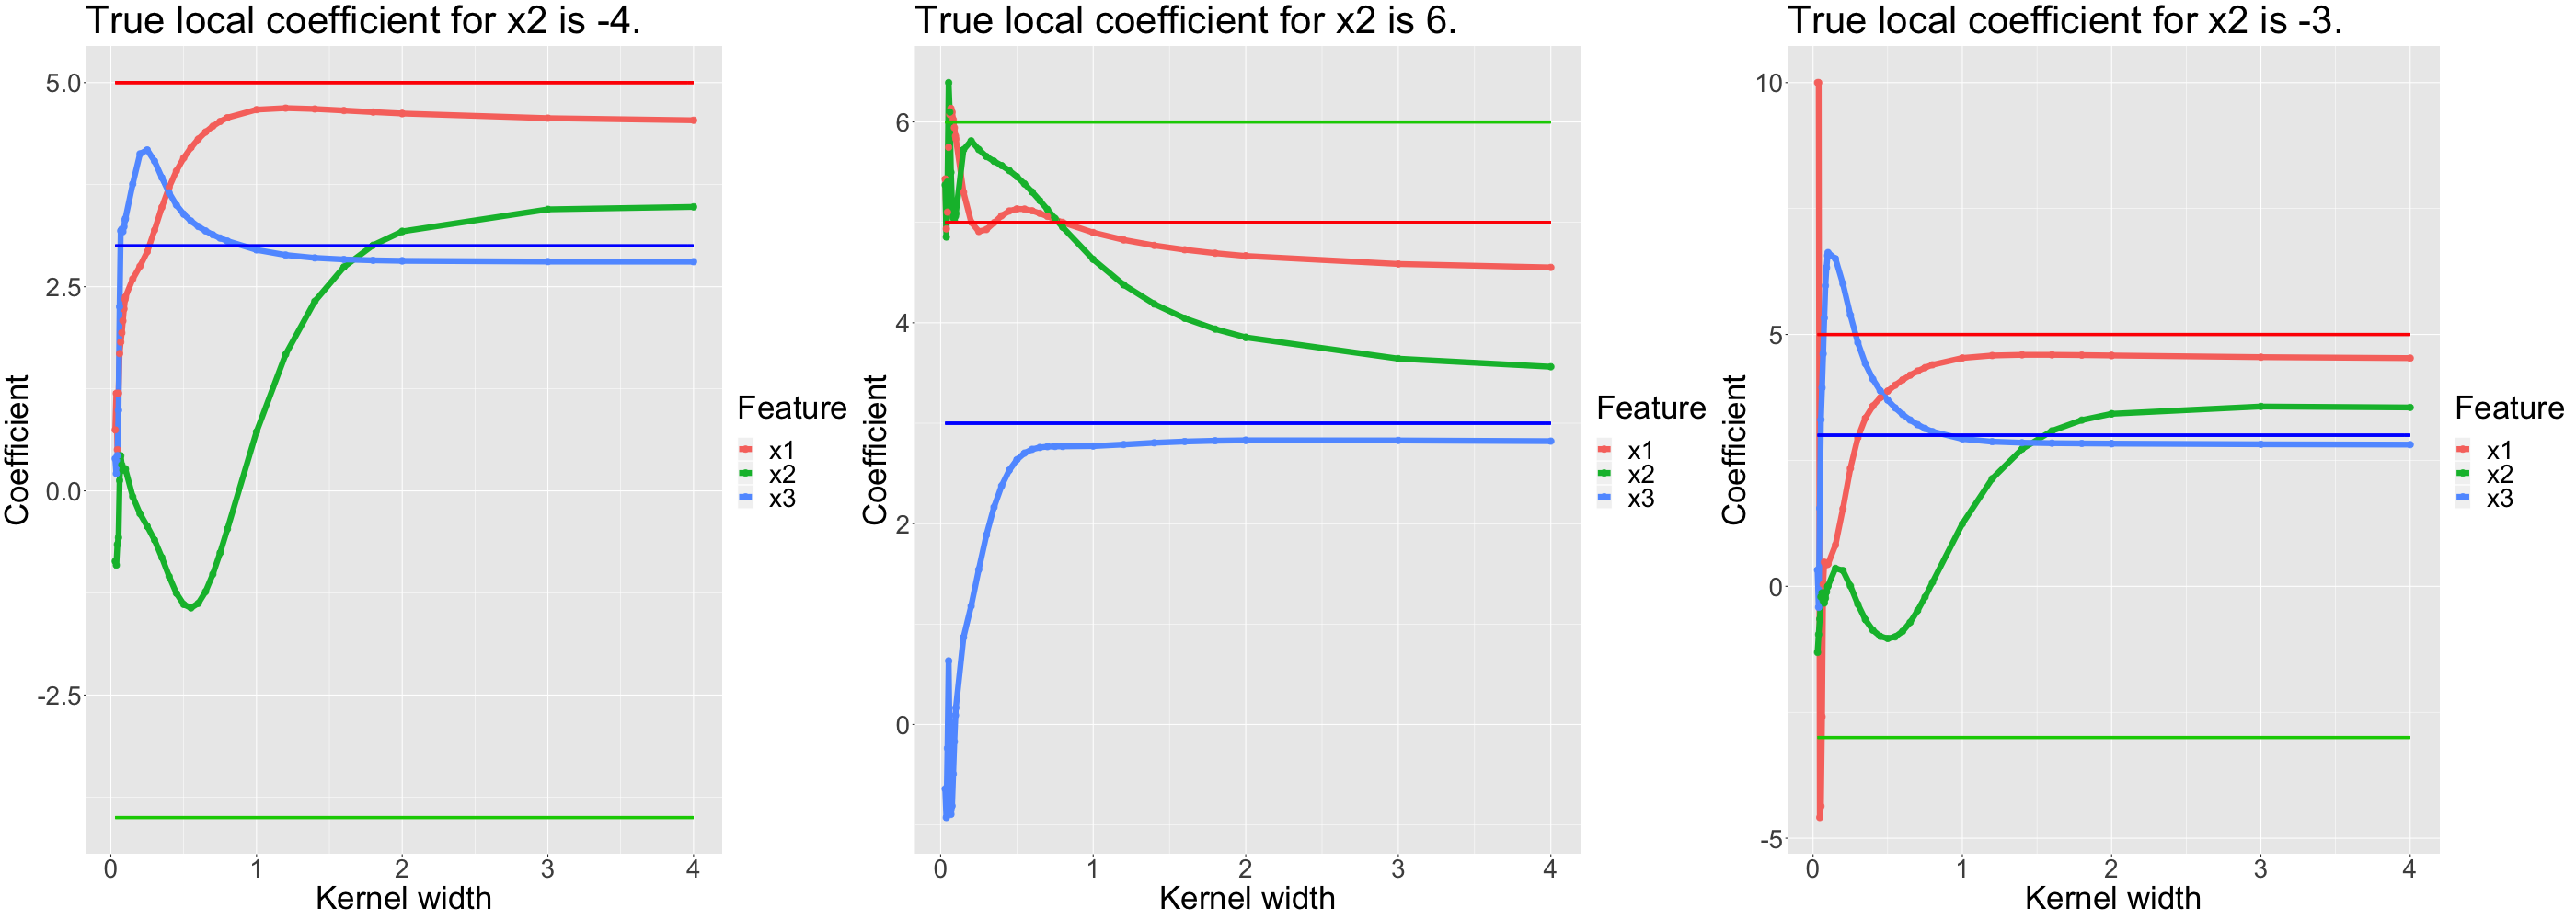 True local coefficient for x2 is -4.
5.0
2.5
0.0
-2.5
0 1 2 3 4
Kernel width
Coefficient
Feature
x1
x2
x3
True local coefficient for x2 is 6.
6
4
2
0
0 1 2 3 4
Kernel width
Coefficient
Feature
x1
x2
x3
True local coefficient for x2 is -3.
10
5
0
-5
0 1 2 3 4
Kernel width
Coefficient
Feature
x1
x2
x3